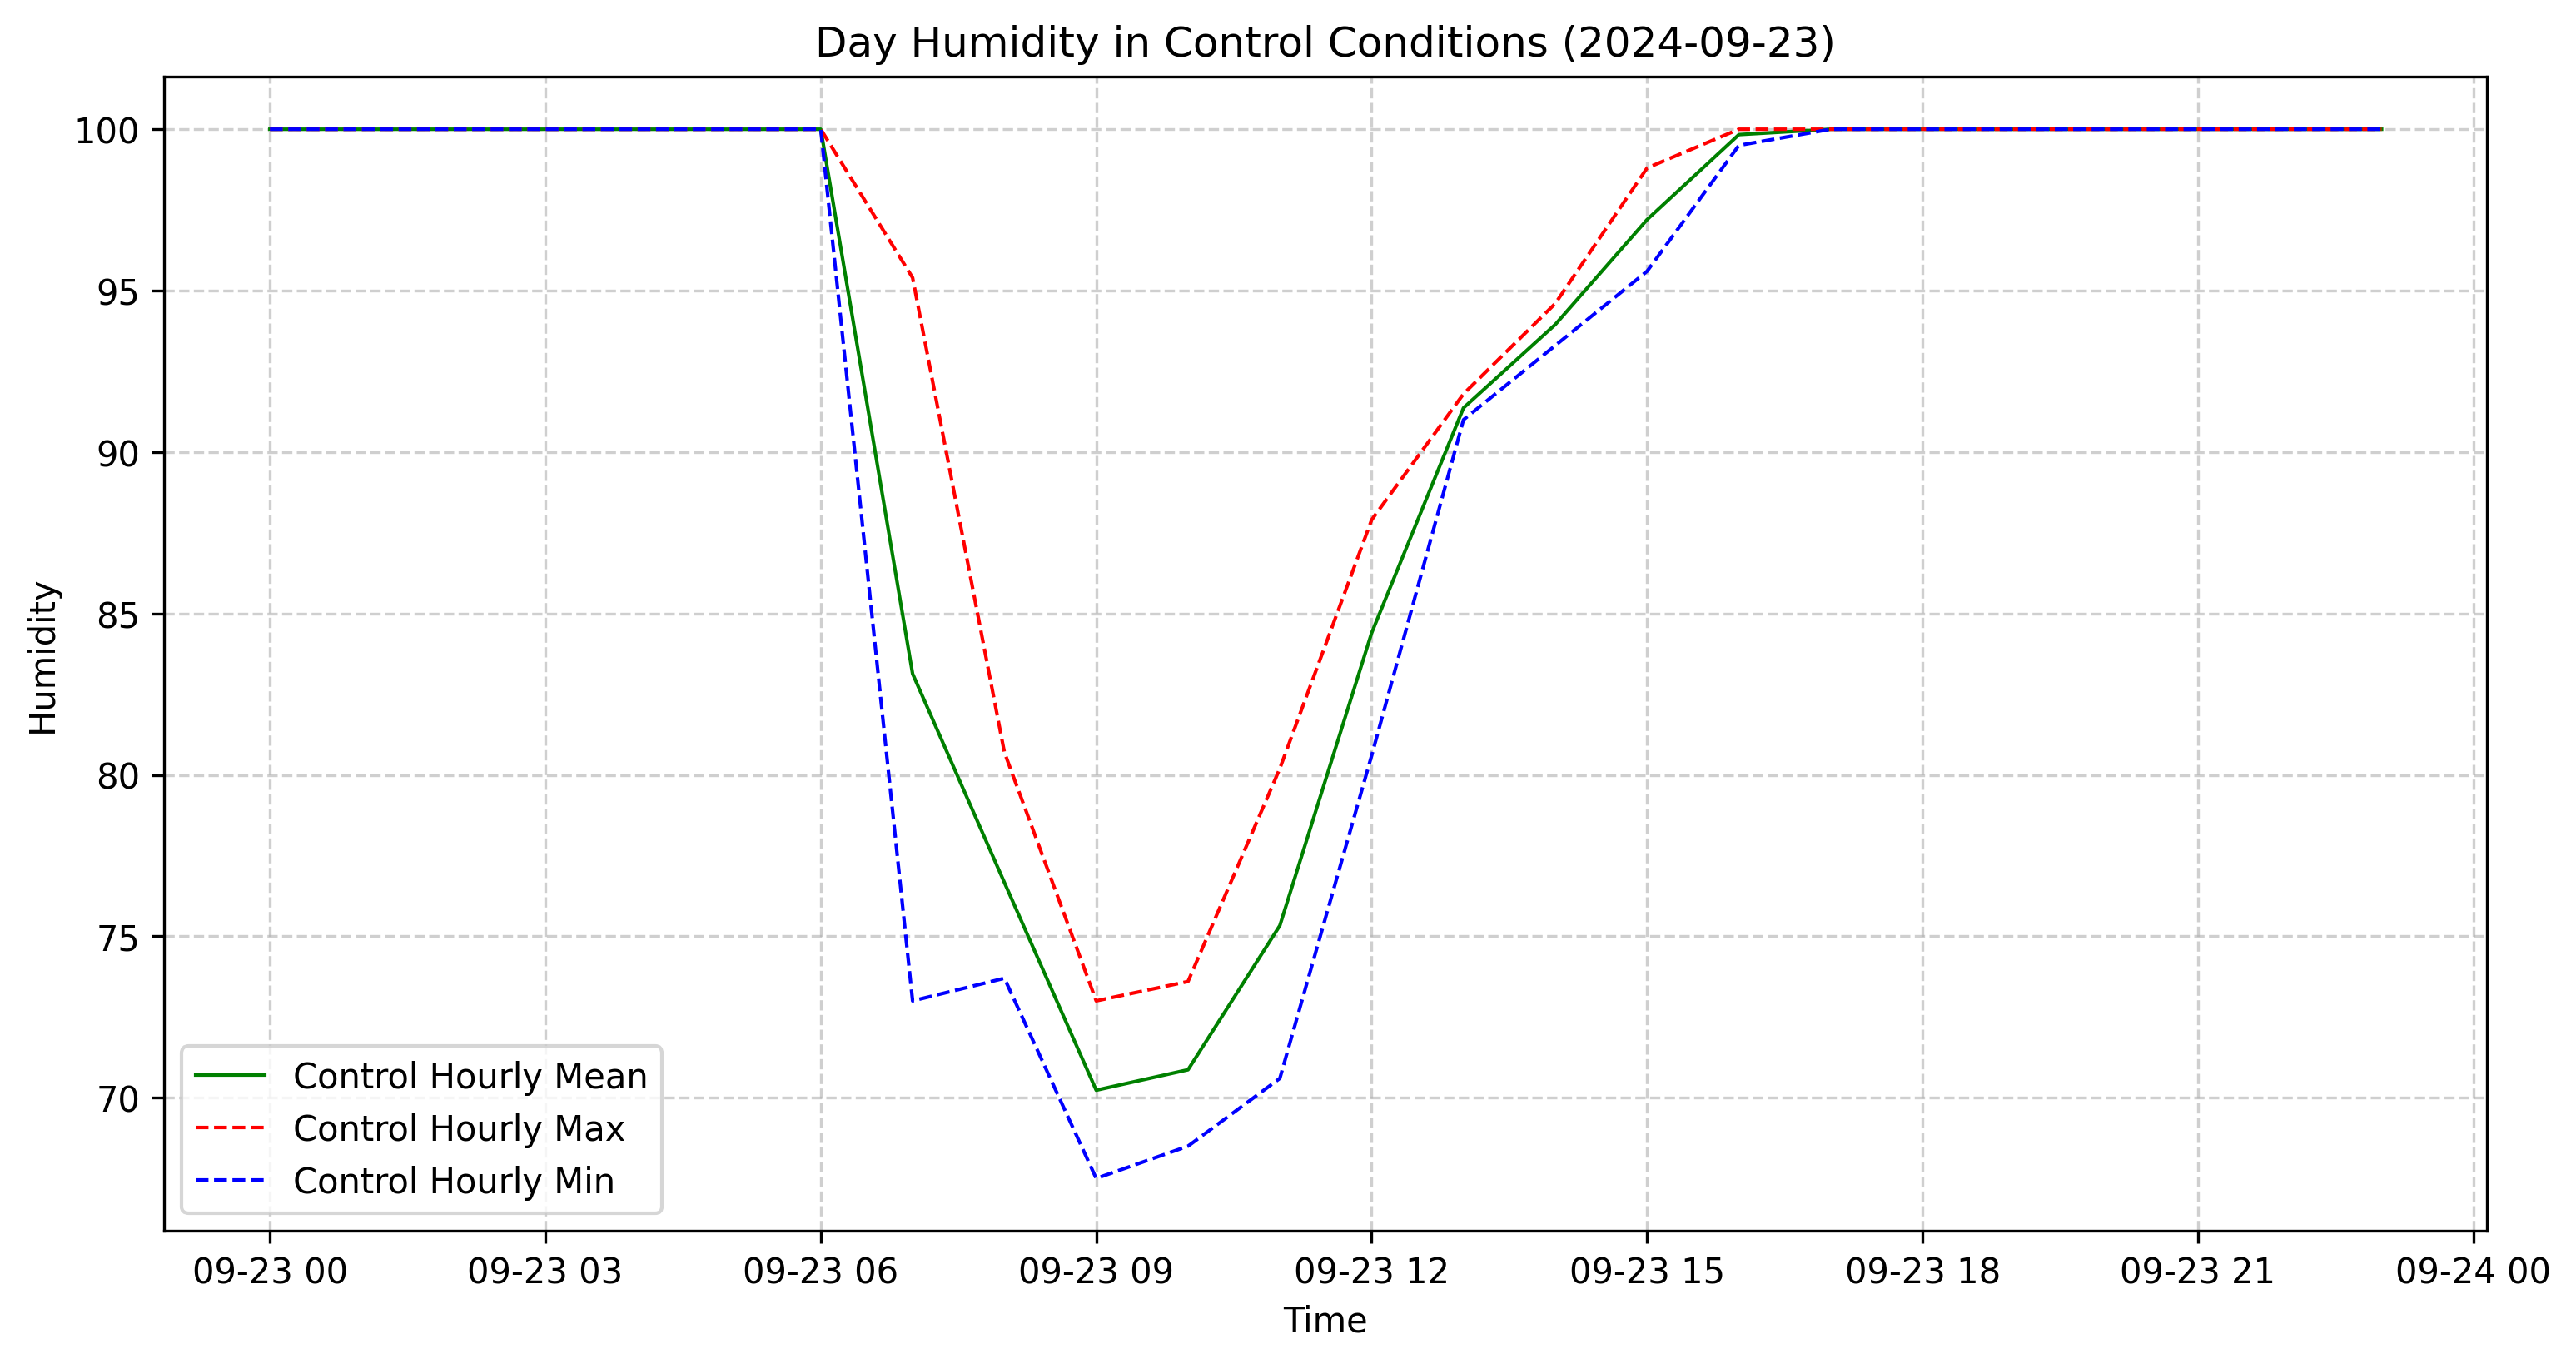 Day Humidity in Control Conditions (2024-09-23)
Humidity
100
95
90
85
80
75
70
Control Hourly Mean
Control Hourly Max
Control Hourly Min
09-23 00 09-23 03 09-23 06 09-23 09 09-23 12 09-23 15 09-23 18 09-23 21 09-24 00
Time